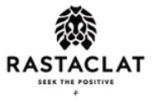 RASTACLAT
SEEK THE POSITIVE